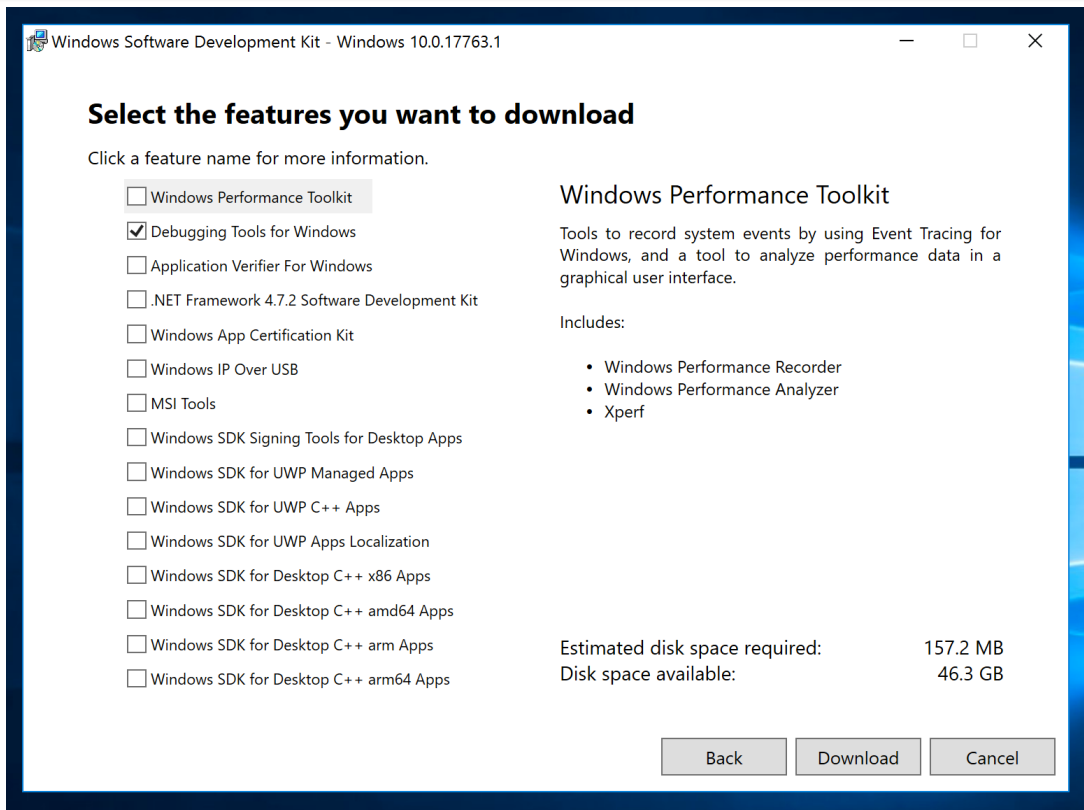 Windows Software Development Kit - Windows 10.0.17763.1
Select the features you want to download
Click a feature name for more information.
Windows Performance Toolkit
Debugging Tools for Windows
Application Verifier For Windows
.NET Framework 4.7.2 Software Development Kit
Windows App Certification Kit
Windows IP Over USB
MSI Tools
Windows SDK Signing Tools for Desktop Apps
Windows SDK for UWP Managed Apps
Windows SDK for UWP C++ Apps
Windows SDK for UWP Apps Localization
Windows SDK for Desktop C++ x86 Apps
Windows SDK for Desktop C++ amd64 Apps
Windows SDK for Desktop C++ arm Apps
Windows SDK for Desktop C++ arm64 Apps
Windows Performance Toolkit
Tools to record system events by using Event Tracing for
Windows, and a tool to analyze performance data in a
graphical user interface.
Includes:
• Windows Performance Recorder
• Windows Performance Analyzer
• Xperf
Estimated disk space required: 157.2 MB
Disk space available: 46.3 GB
Back Download Cancel